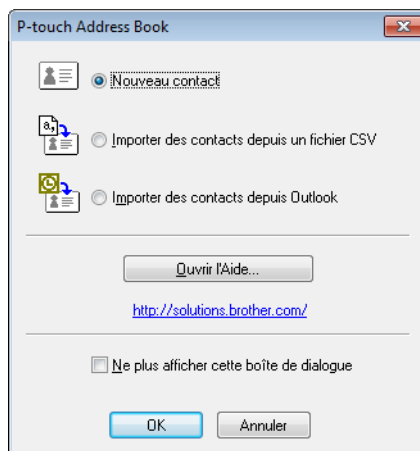 P-touch Address Book
Nouveau contact
a,
Importer des contacts depuis un fichier CSV
Importer des contacts depuis Outlook
Ouvrir l'Aide...
http://solutions.brother.com/
Ne plus afficher cette boîte de dialogue
OK
Annuler